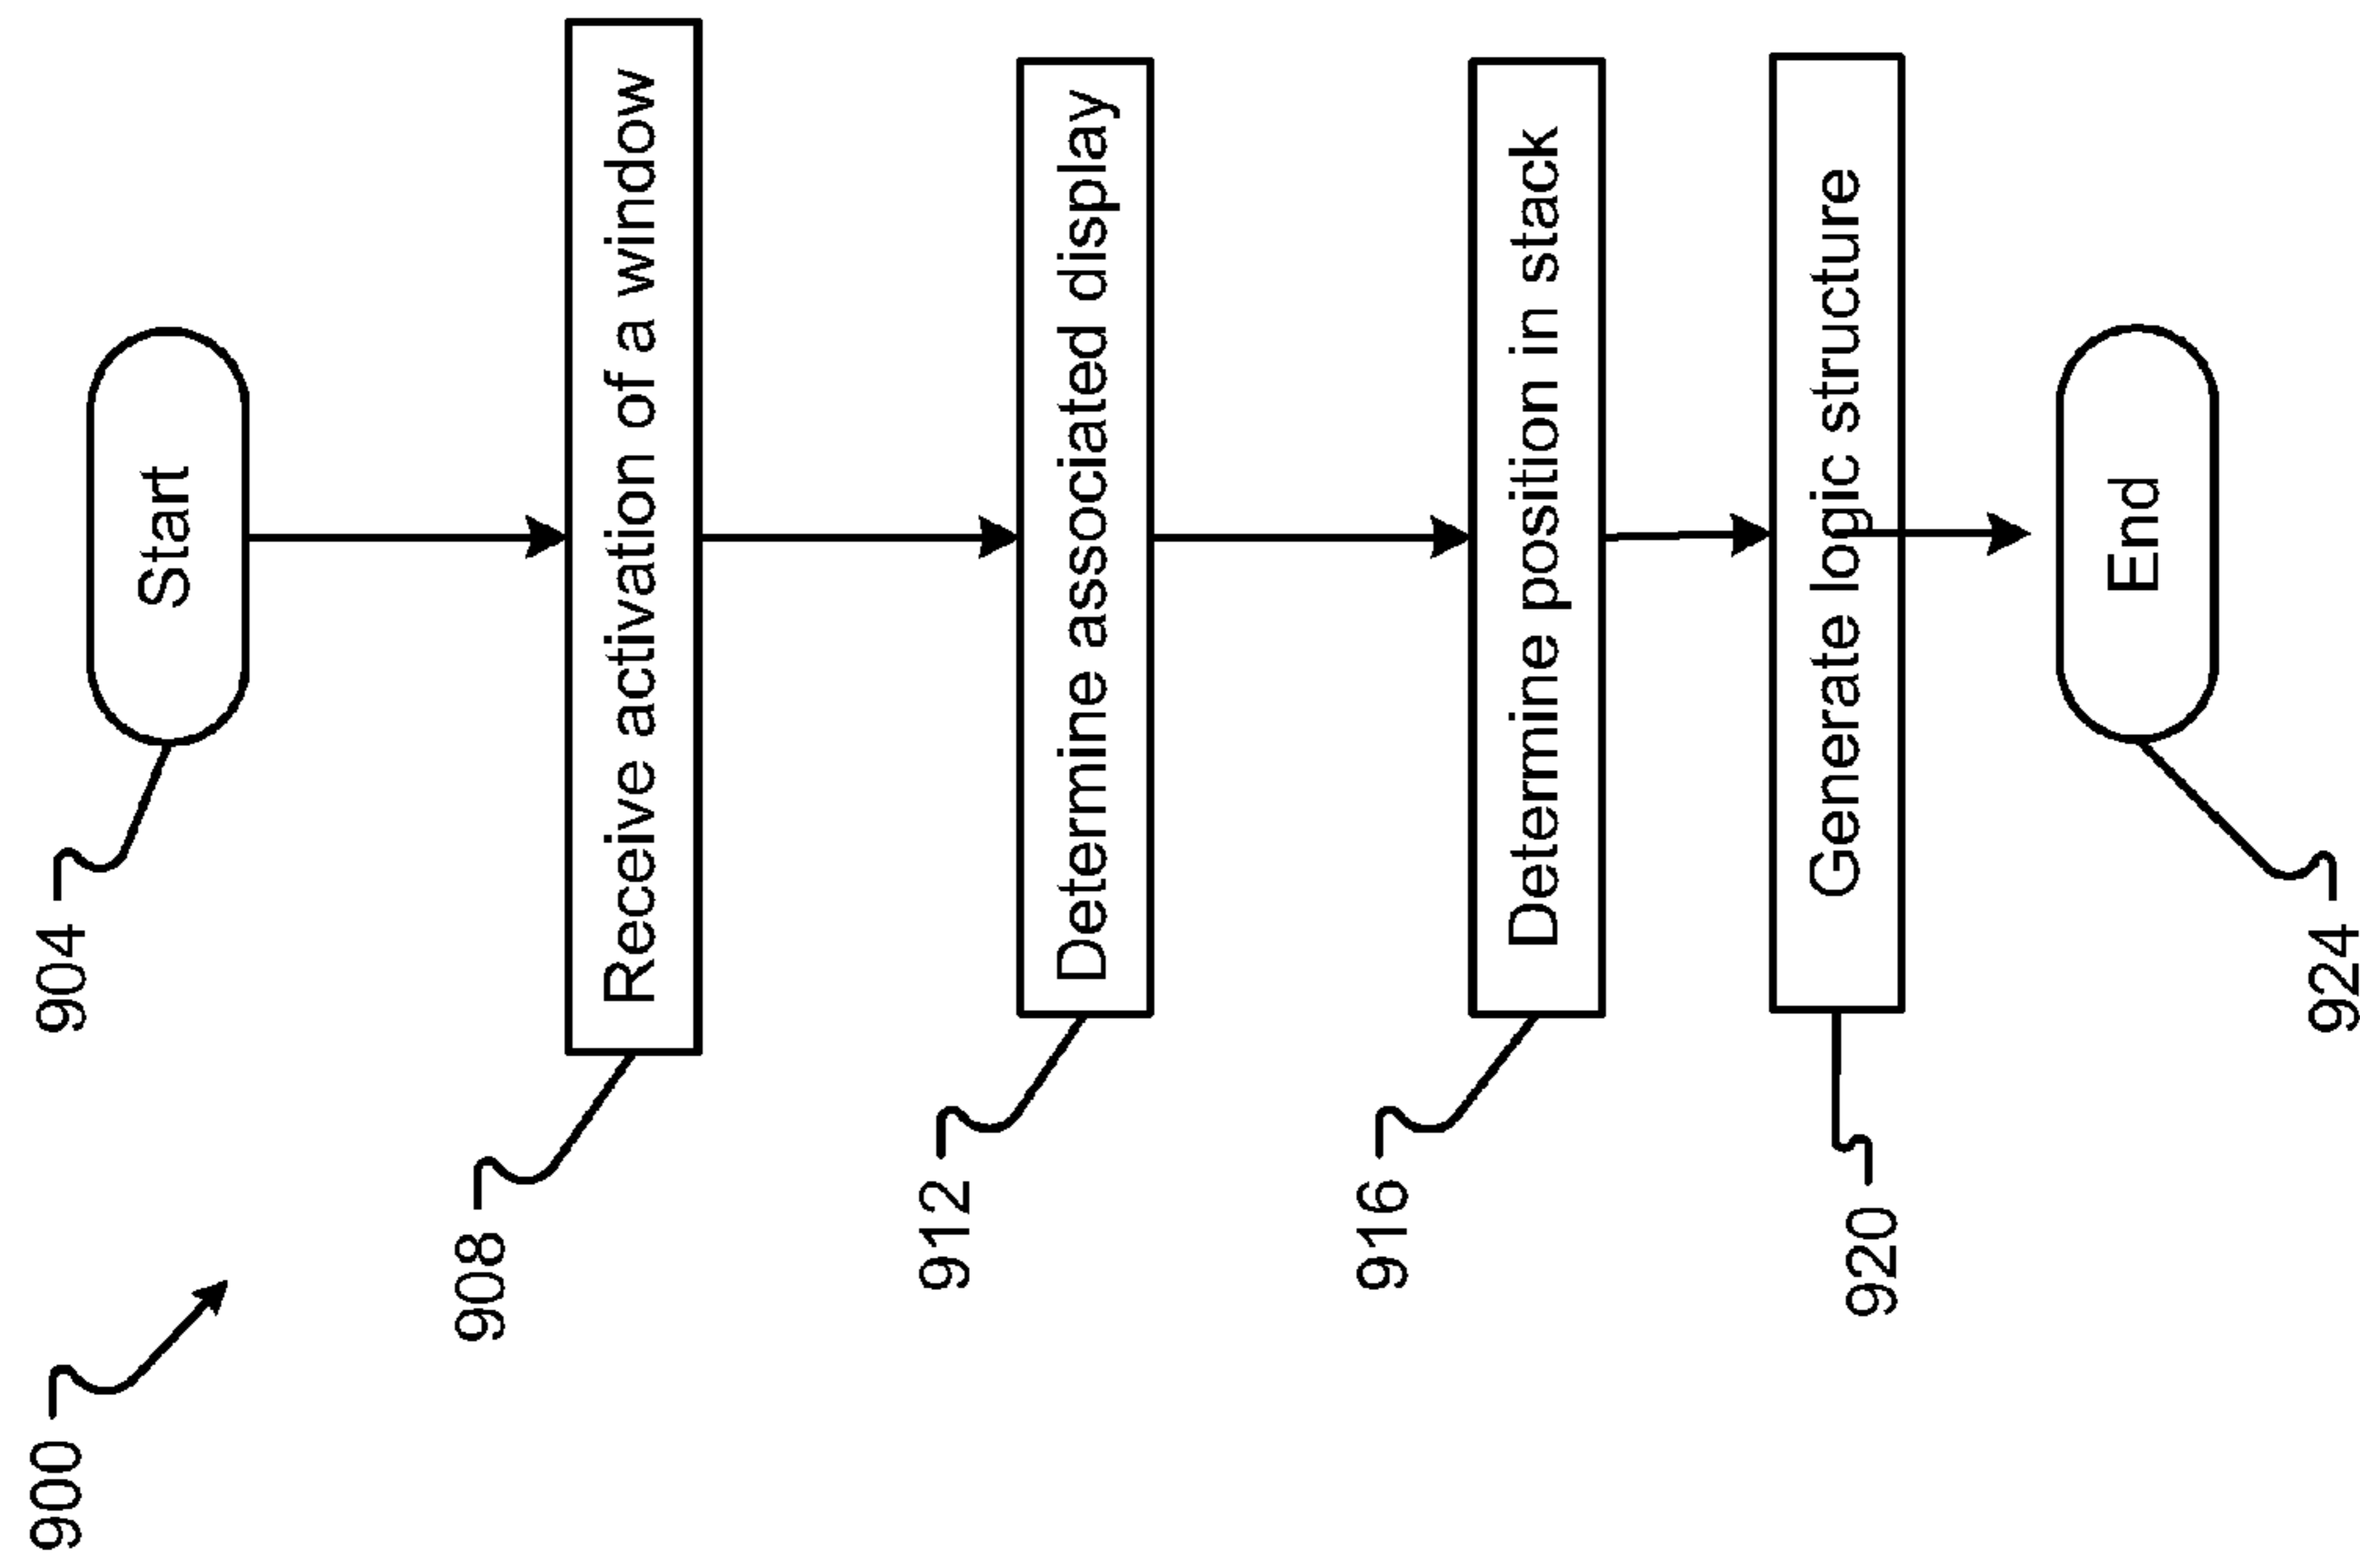 900
904
Start
908
Receive activation of a window
912
Determine associated display
916
Determine position in stack
920
Generate logic structure
924
End